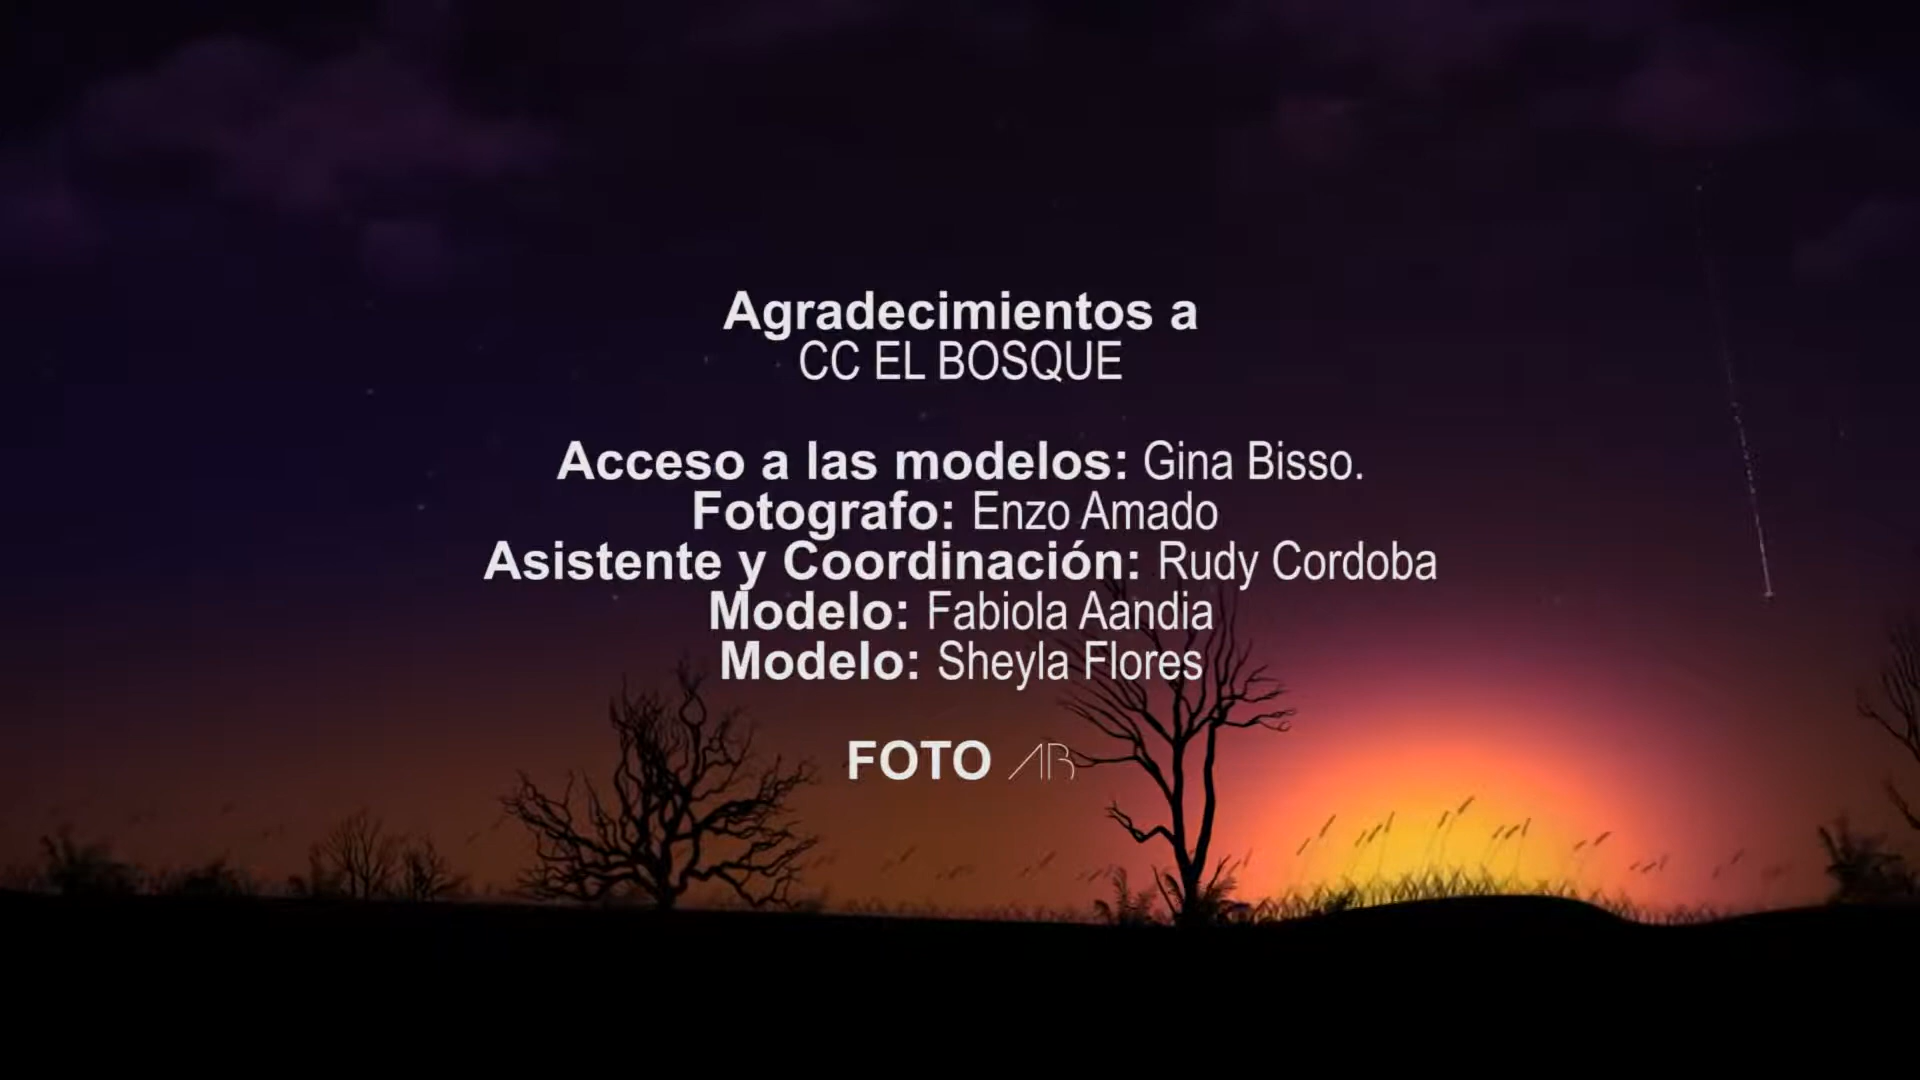 Agradecimientos a
CC EL BOSQUE
Acceso a las modelos: Gina Bisso.
Fotografo: Enzo Amado
Asistente y Coordinación: Rudy Cordoba
Modelo: Fabiola Aandia
Modelo: Sheyla Flores
FOTO AB